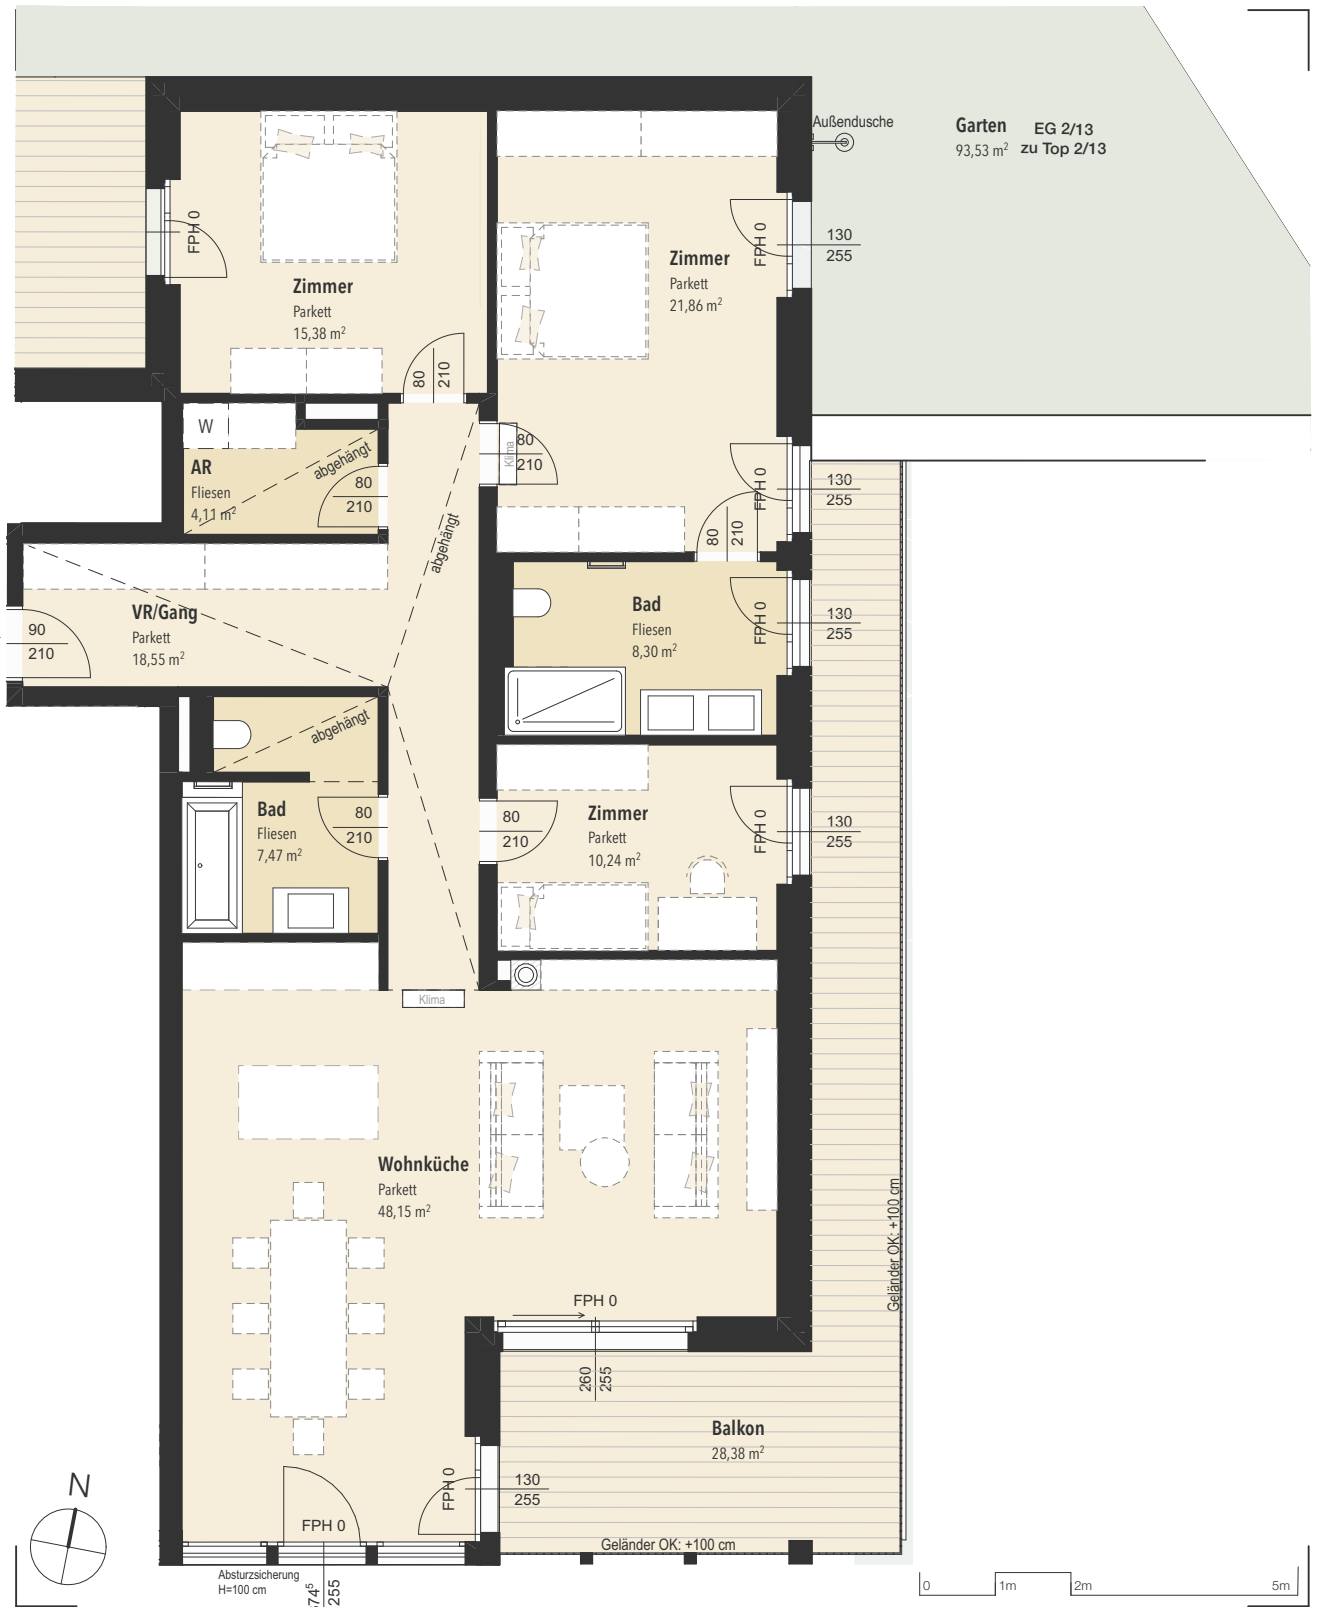 Außendusche
Garten
93,53 m²
EG 2/13
zu Top 2/13
FPH 0
Zimmer
Parkett
15,38 m²
80
210
Zimmer
Parkett
21,86 m²
FPH 0
130
255
W
AR
Fliesen
4,11 m²
abgehängt
80
210
abgehängt
Klima
80
210
FPH 0
130
255
80
210
VR/Gang
Parkett
18,55 m²
90
210
Bad
Fliesen
8,30 m²
FPH 0
130
255
abgehängt
Bad
Fliesen
7,47 m²
80
210
80
210
Zimmer
Parkett
10,24 m²
FPH 0
130
255
Klima
Wohnküche
Parkett
48,15 m²
Geländer OK: +100 cm
FPH 0
260
255
Balkon
28,38 m²
FPH 0
130
255
FPH 0
Geländer OK: +100 cm
N
Absturzsicherung
H=100 cm
74⁵
255
0 1m 2m 5m